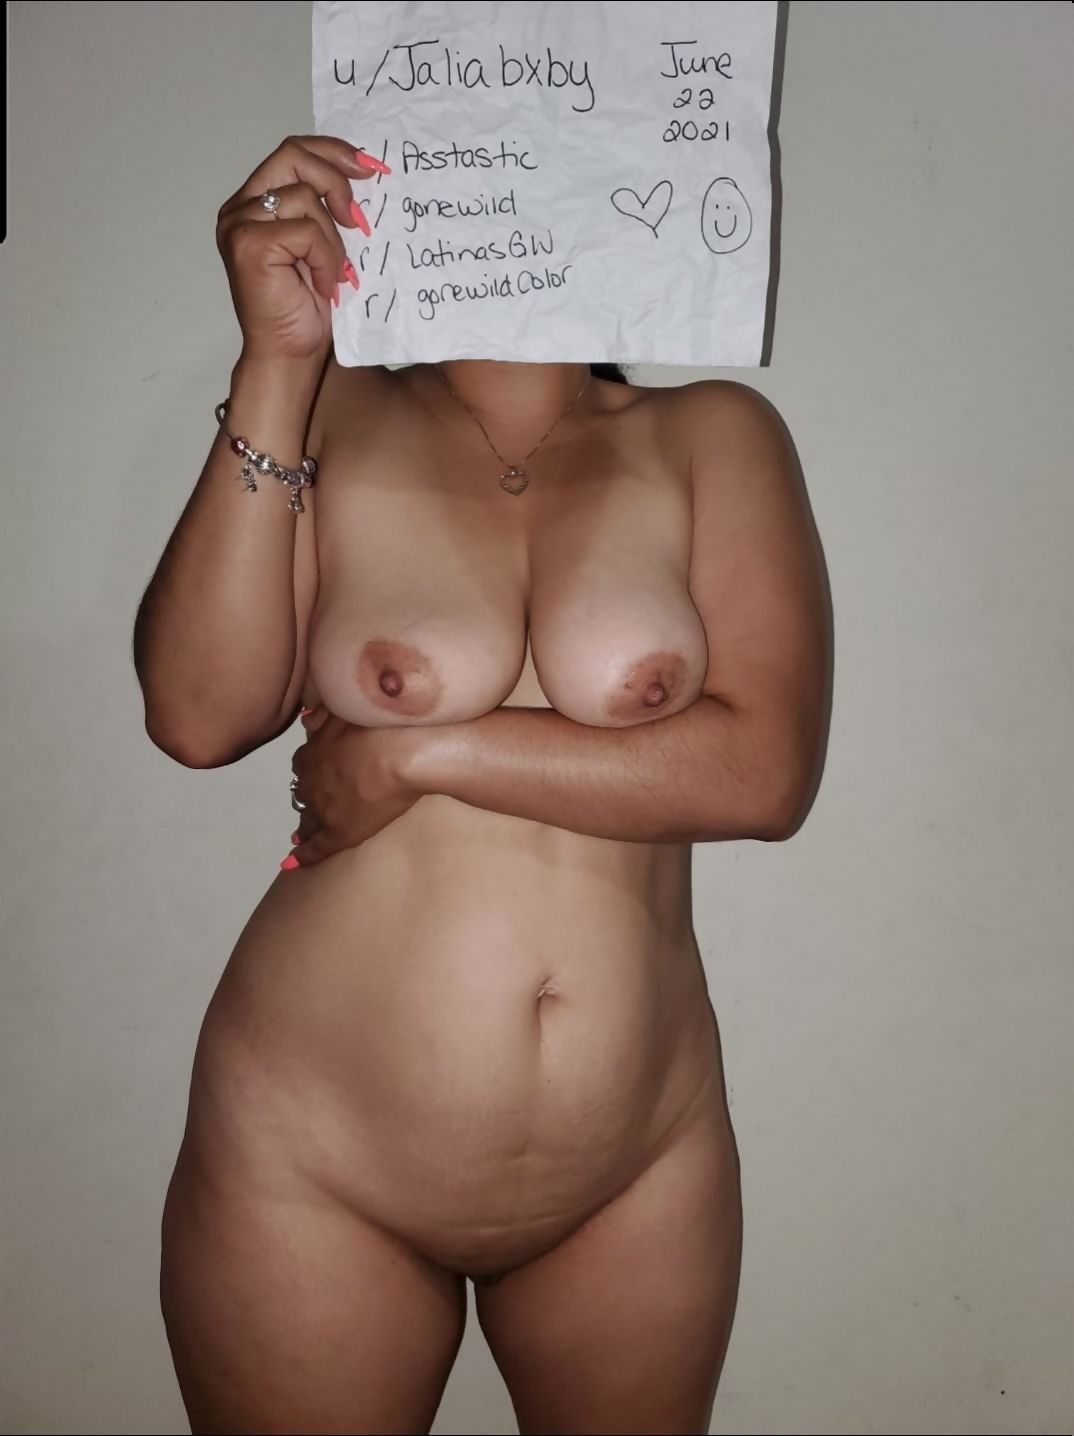 u/Jaliabxby
June
22
2021
r/ Asstastic
r/ gonewild
r/ LatinasGW
r/ gonewildColor